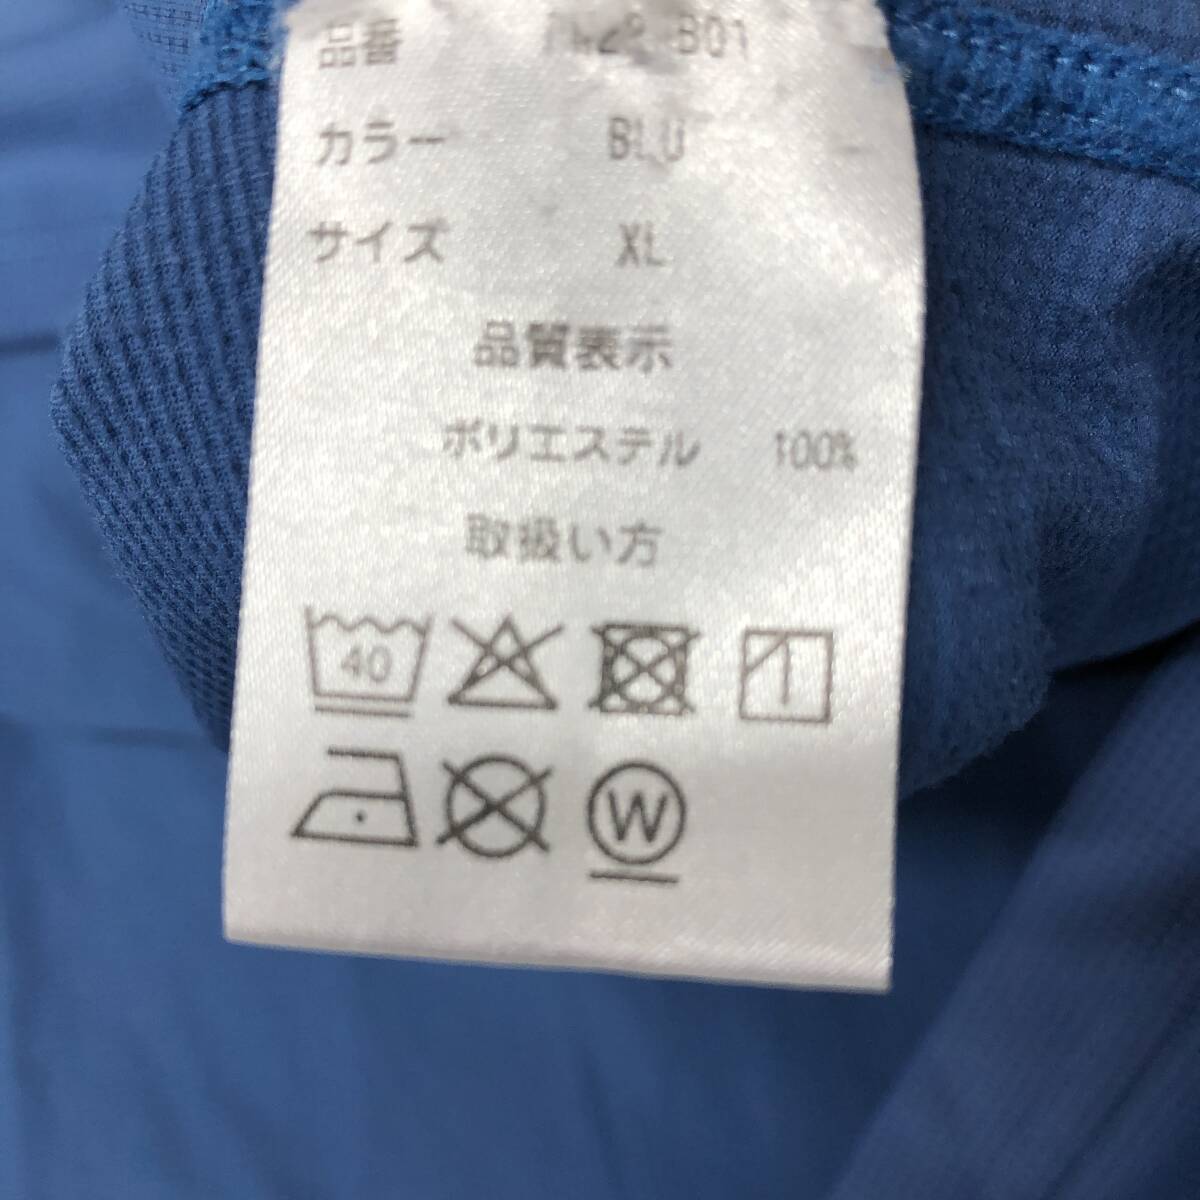 品番 B01
カラー BLU
サイズ XL
品質表示
ポリエステル 100%
取扱い方
40
W